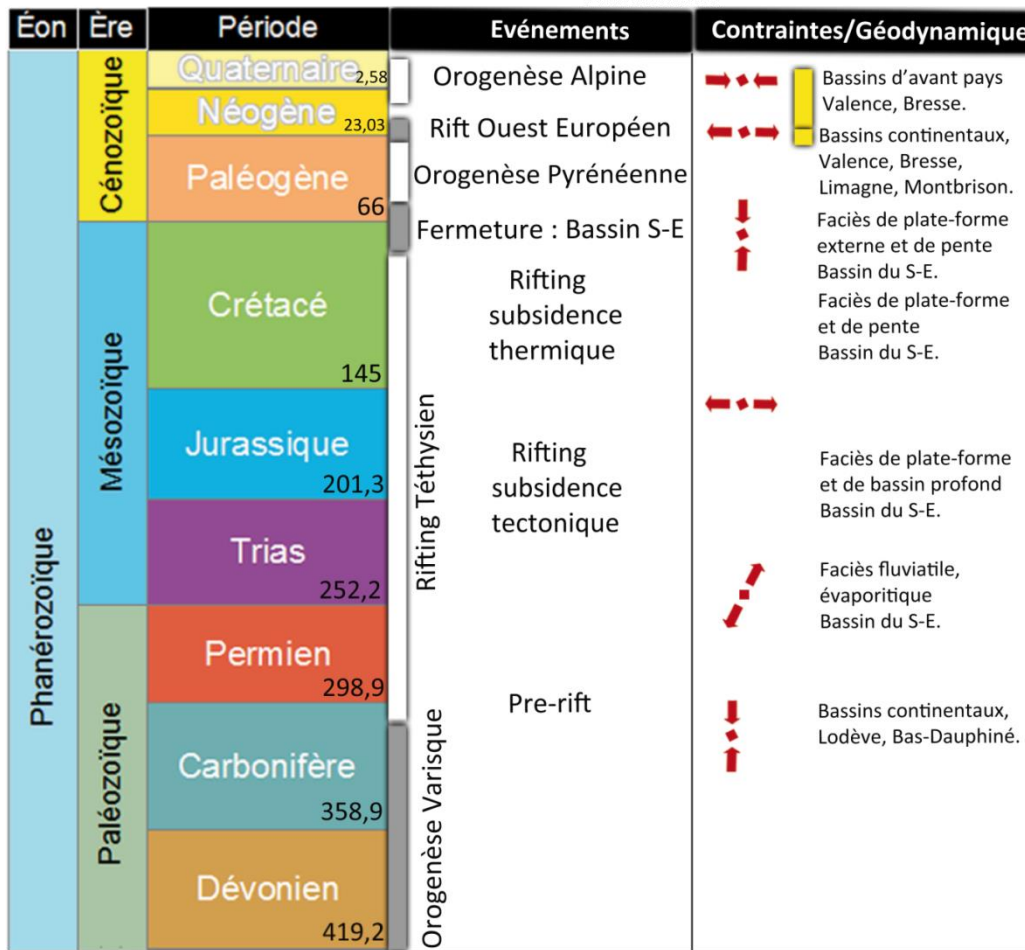 Éon
Ère
Période
Evénements
Contraintes/Géodynamique
Phanérozoïque
Cénozoïque
Mésozoïque
Paléozoïque
Quaternaire
2,58
Néogène
23,03
Paléogène
66
Crétacé
145
Jurassique
201,3
Trias
252,2
Permien
298,9
Carbonifère
358,9
Dévonien
419,2
Rifting Téthysien
Orogenèse Varisque
Orogenèse Alpine
Rift Ouest Européen
Orogenèse Pyrénéenne
Fermeture : Bassin S-E
Rifting
subsidence
thermique
Rifting
subsidence
tectonique
Pre-rift
Bassins d'avant pays
Valence, Bresse.
Bassins continentaux,
Valence, Bresse,
Limagne, Montbrison.
Faciès de plate-forme
externe et de pente
Bassin du S-E.
Faciès de plate-forme
et de pente
Bassin du S-E.
Faciès de plate-forme
et de bassin profond
Bassin du S-E.
Faciès fluviatile,
évaporitique
Bassin du S-E.
Bassins continentaux,
Lodève, Bas-Dauphiné.